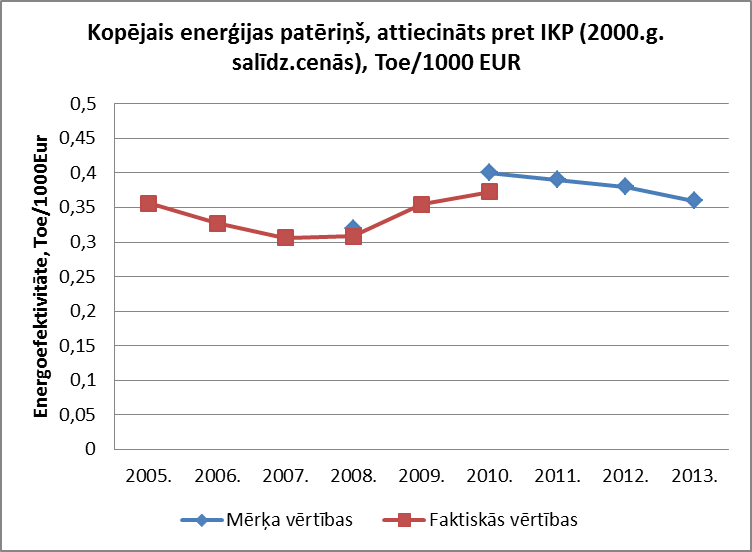 Kopējais enerģijas patēriņš, attiecināts pret IKP (2000.g.
salīdz.cenās), Toe/1000 EUR
Energoefektivitāte, Toe/1000Eur
0,5
0,45
0,4
0,35
0,3
0,25
0,2
0,15
0,1
0,05
0
2005. 2006. 2007. 2008. 2009. 2010. 2011. 2012. 2013.
Mērķa vērtības Faktiskās vērtības